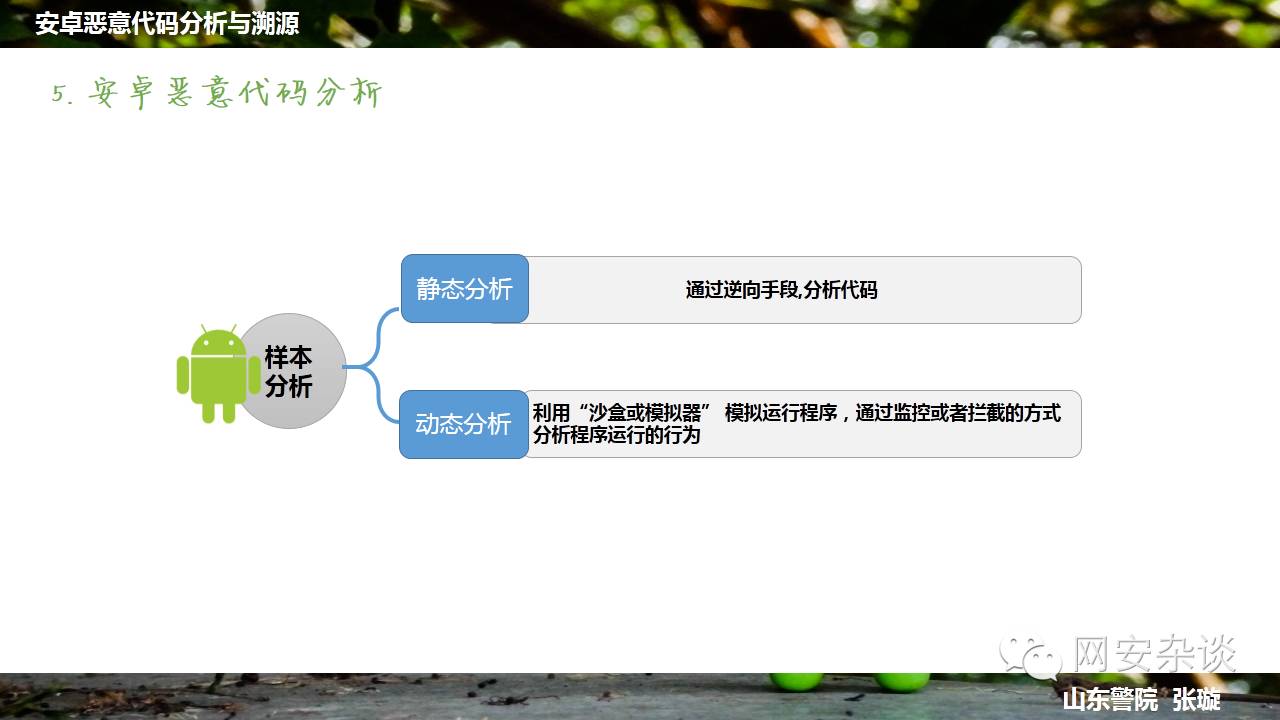 安卓恶意代码分析与溯源
5. 安卓恶意代码分析
静态分析
通过逆向手段,分析代码
样本
分析
动态分析
利用“沙盒或模拟器” 模拟运行程序，通过监控或者拦截的方式
分析程序运行的行为
网安杂谈
山东警院 张璇